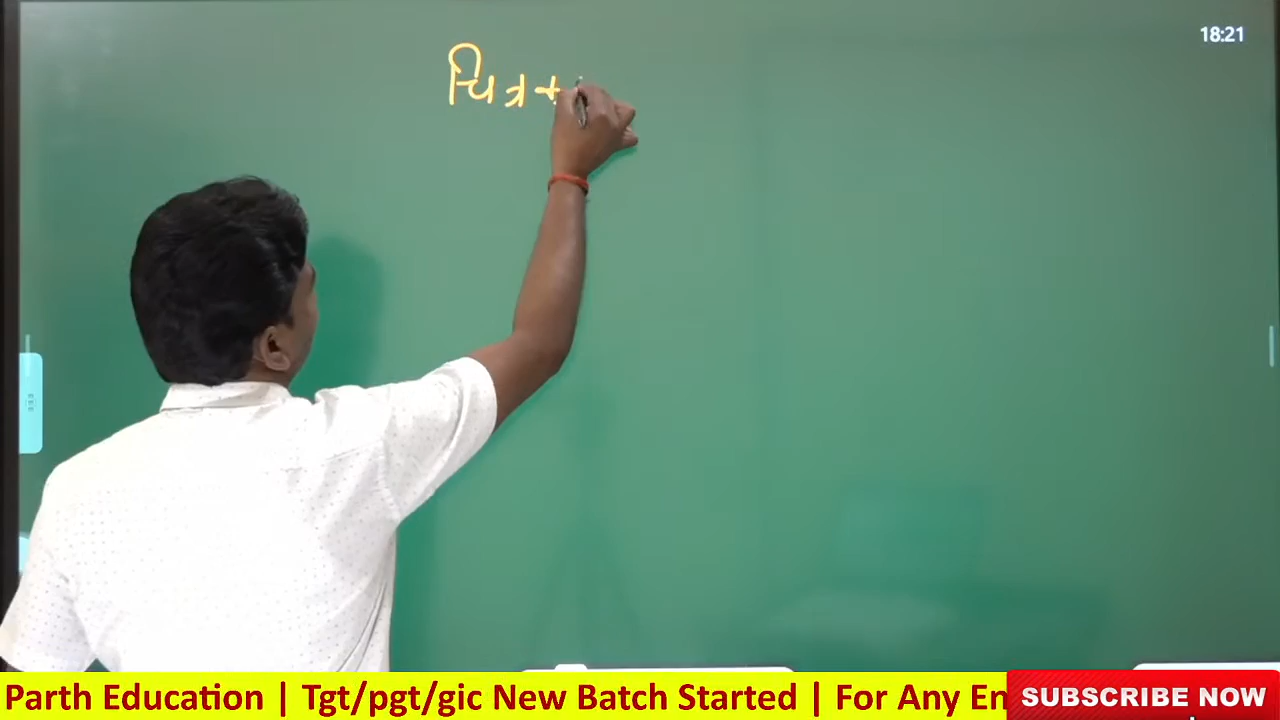 18:21
चित्र
Parth Education | Tgt/pgt/gic New Batch Started | For Any En
SUBSCRIBE NOW